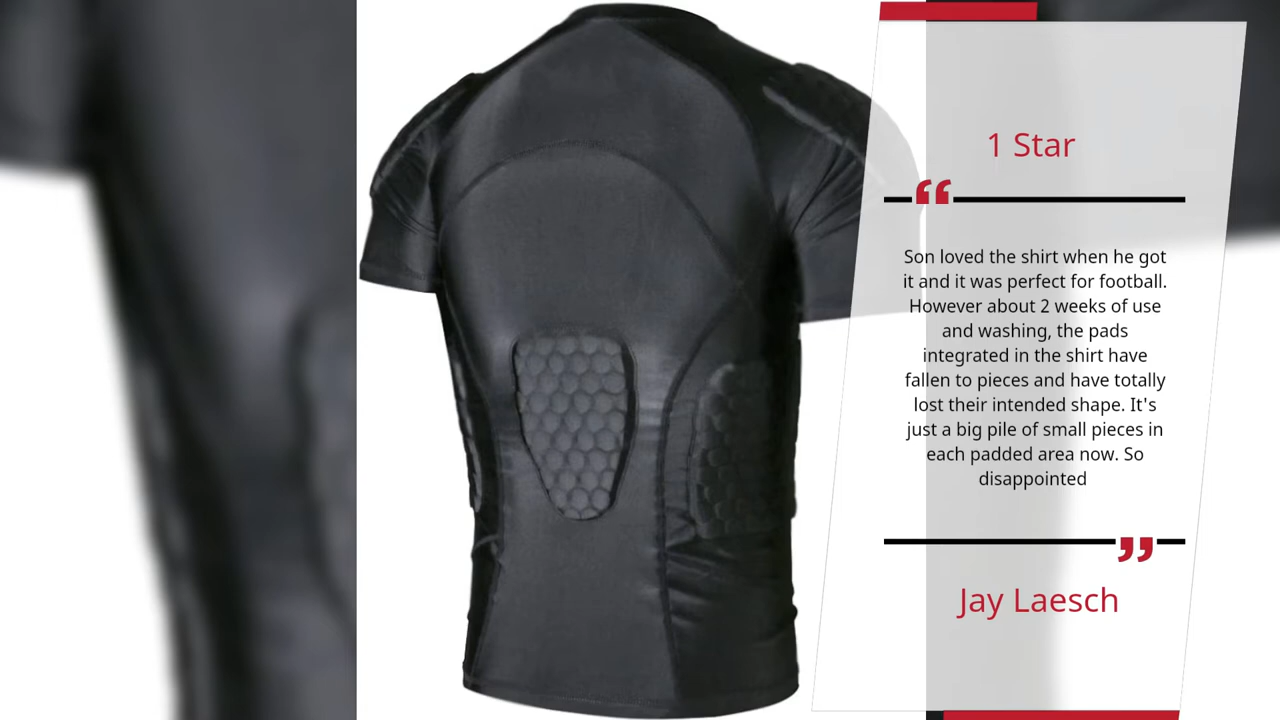 1 Star
“
Son loved the shirt when he got
it and it was perfect for football.
However about 2 weeks of use
and washing, the pads
integrated in the shirt have
fallen to pieces and have totally
lost their intended shape. It's
just a big pile of small pieces in
each padded area now. So
disappointed
”
Jay Laesch